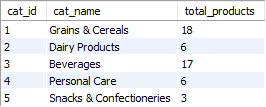 cat_id cat_name total_products
1 Grains & Cereals 18
2 Dairy Products 6
3 Beverages 17
4 Personal Care 6
5 Snacks & Confectioneries 3